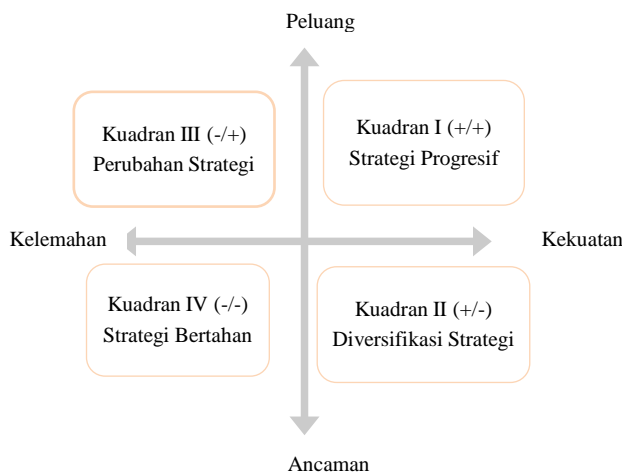 Peluang
Kuadran III (-/+)
Perubahan Strategi
Kuadran I (+/+)
Strategi Progresif
Kelemahan
Kekuatan
Kuadran IV (-/-)
Strategi Bertahan
Kuadran II (+/-)
Diversifikasi Strategi
Ancaman